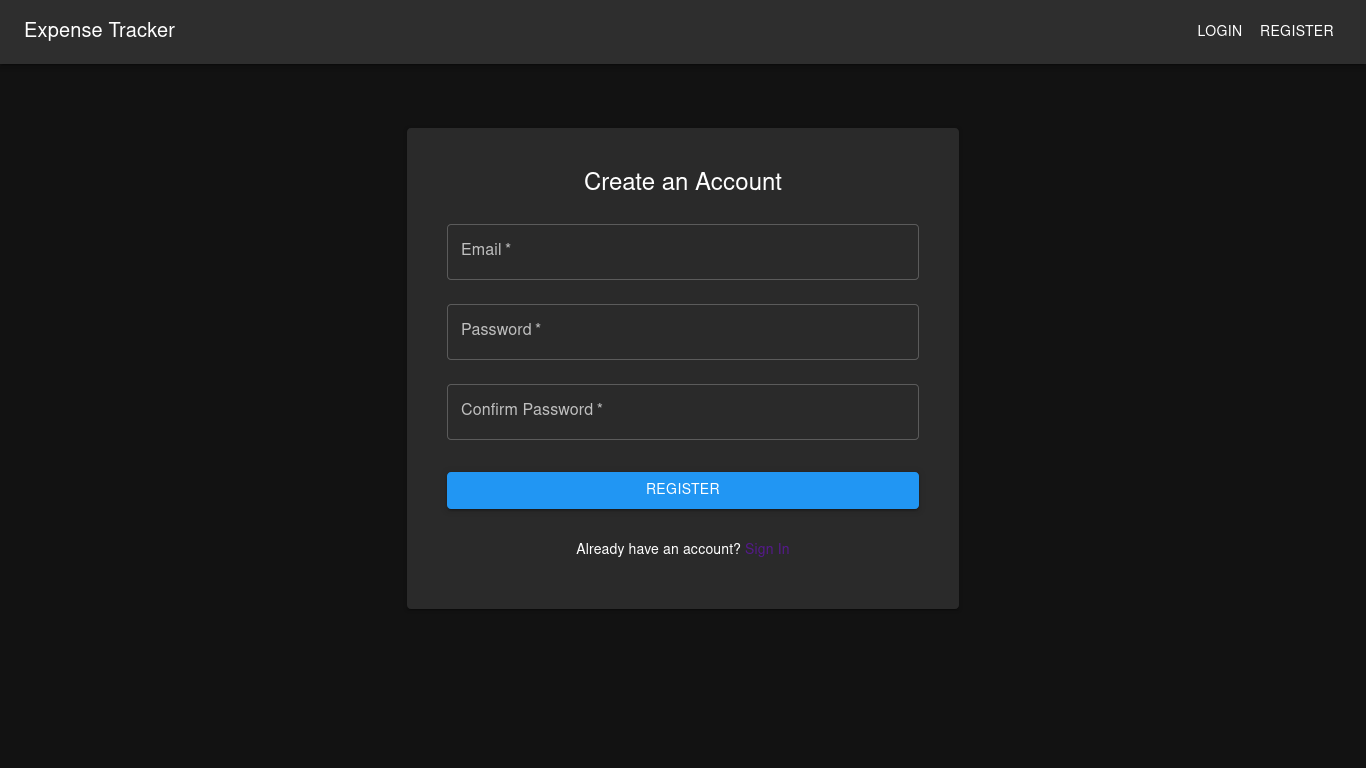 Expense Tracker
LOGIN REGISTER
Create an Account
Email *
Password *
Confirm Password *
REGISTER
Already have an account? Sign In